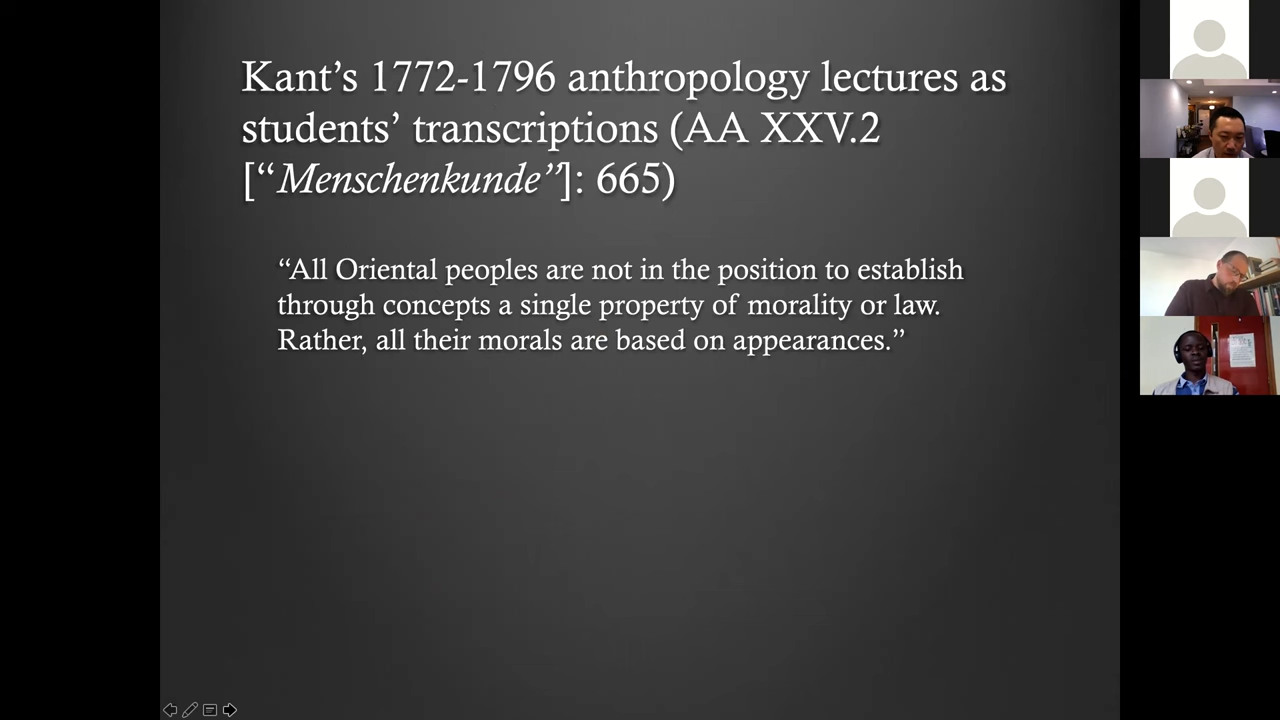 Kant’s 1772-1796 anthropology lectures as
students’ transcriptions (AA XXV.2
[“Menschenkunde”]: 665)
“All Oriental peoples are not in the position to establish
through concepts a single property of morality or law.
Rather, all their morals are based on appearances.”